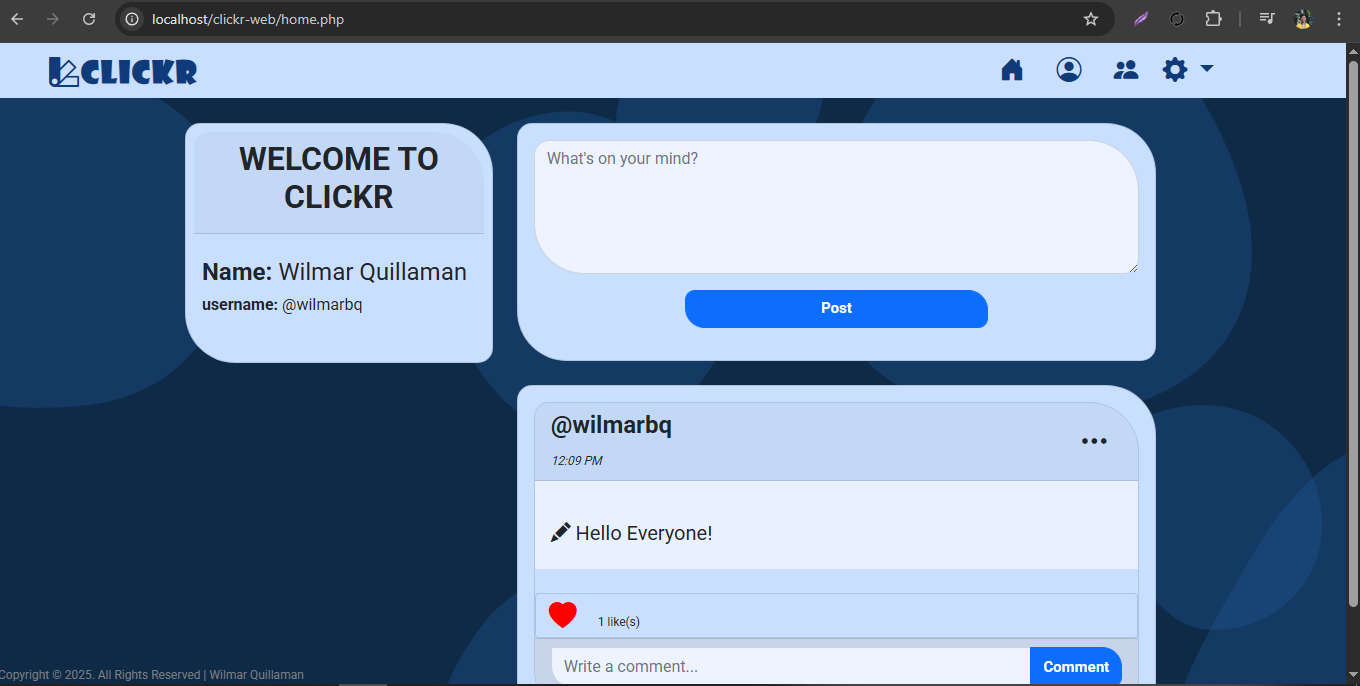 localhost/clickr-web/home.php
CLICKR
WELCOME TO
CLICKR
Name: Wilmar Quillaman
username: @wilmarbq
What's on your mind?
Post
@wilmarbq
12:09 PM
Hello Everyone!
1 like(s)
Write a comment...
Comment
Copyright © 2025. All Rights Reserved | Wilmar Quillaman